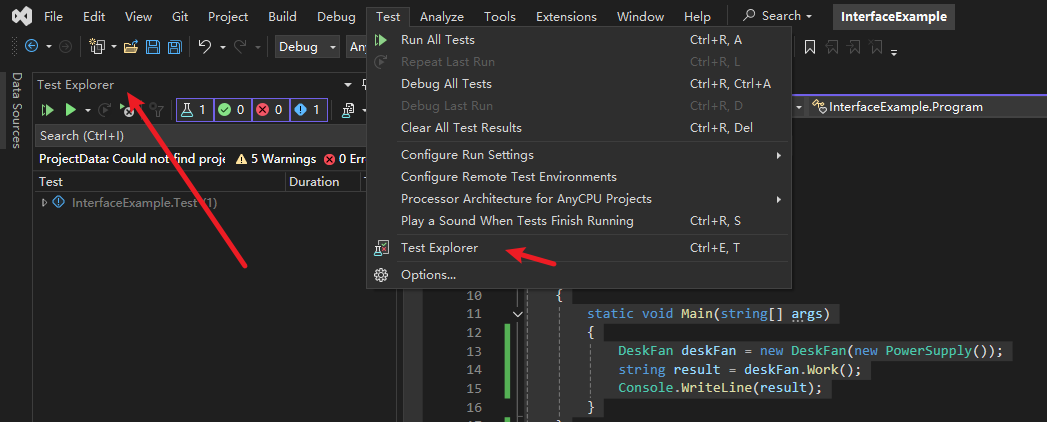 File Edit View Git Project Build Debug Test Analyze Tools Extensions Window Help Search InterfaceExample
Debug
Data Sources
Test Explorer
1 0 0 1
Search (Ctrl+I)
ProjectData: Could not find proje 5 Warnings 0 Err
Test Duration
InterfaceExample.Test (1)
Run All Tests Ctrl+R, A
Repeat Last Run Ctrl+R, L
Debug All Tests Ctrl+R, Ctrl+A
Debug Last Run Ctrl+R, D
Clear All Test Results Ctrl+R, Del
Configure Run Settings
Configure Remote Test Environments
Processor Architecture for AnyCPU Projects
Play a Sound When Tests Finish Running Ctrl+R, S
Test Explorer Ctrl+E, T
Options...
InterfaceExample.Program
10 {
11 static void Main(string[] args)
12 {
13 DeskFan deskFan = new DeskFan(new PowerSupply());
14 string result = deskFan.Work();
15 Console.WriteLine(result);
16 }